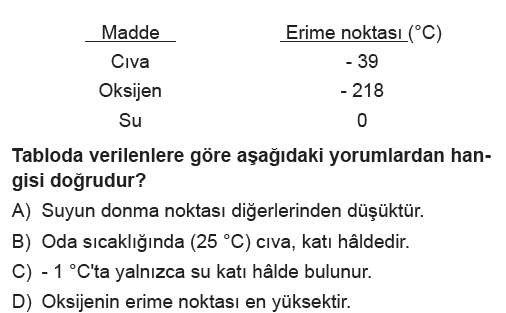 Madde Erime noktası (°C)
Cıva - 39
Oksijen - 218
Su 0
Tabloda verilenlere göre aşağıdaki yorumlardan han-
gisi doğrudur?
A) Suyun donma noktası diğerlerinden düşüktür.
B) Oda sıcaklığında (25 °C) cıva, katı hâldedir.
C) - 1 °C'ta yalnızca su katı hâlde bulunur.
D) Oksijenin erime noktası en yüksektir.